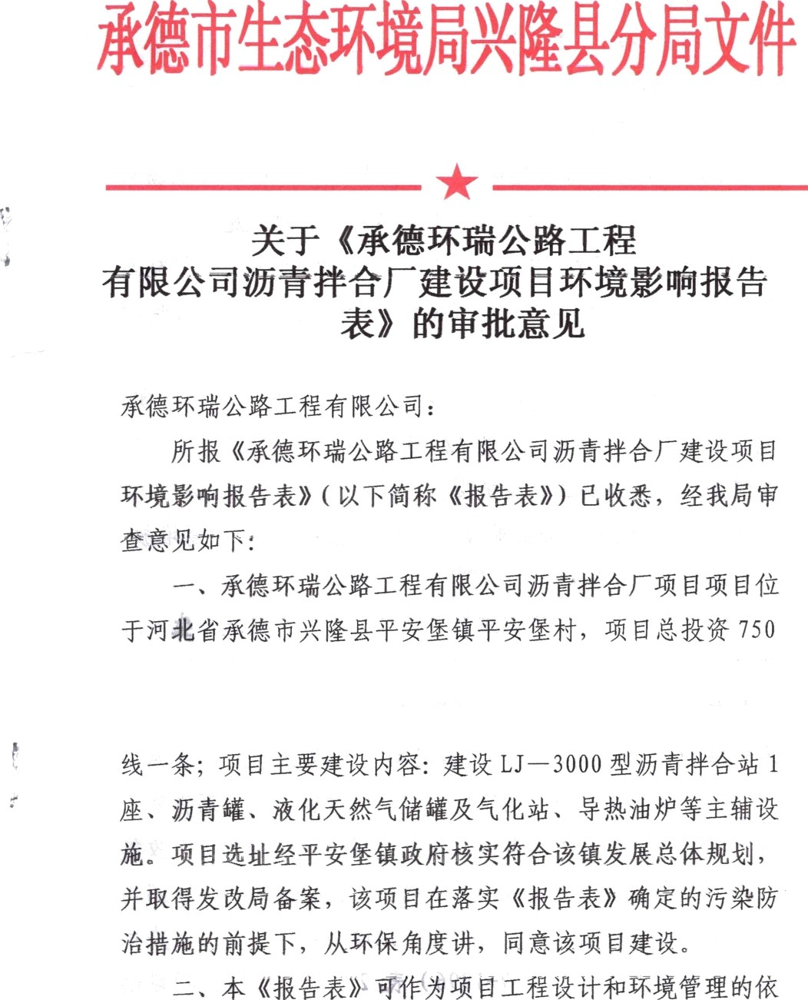 承德市生态环境局兴隆县分局文件
关于《承德环瑞公路工程
有限公司沥青拌合厂建设项目环境影响报告
表》的审批意见
承德环瑞公路工程有限公司：
所报《承德环瑞公路工程有限公司沥青拌合厂建设项目
环境影响报告表》(以下简称《报告表》)已收悉，经我局审
查意见如下：
一、承德环瑞公路工程有限公司沥青拌合厂项目项目位
于河北省承德市兴隆县平安堡镇平安堡村，项目总投资 750
线一条；项目主要建设内容：建设 LJ—3000 型沥青拌合站 1
座、沥青罐、液化天然气储罐及气化站、导热油炉等主辅设
施。项目选址经平安堡镇政府核实符合该镇发展总体规划，
并取得发改局备案，该项目在落实《报告表》确定的污染防
治措施的前提下，从环保角度讲，同意该项目建设。
二、本《报告表》可作为项目工程设计和环境管理的依